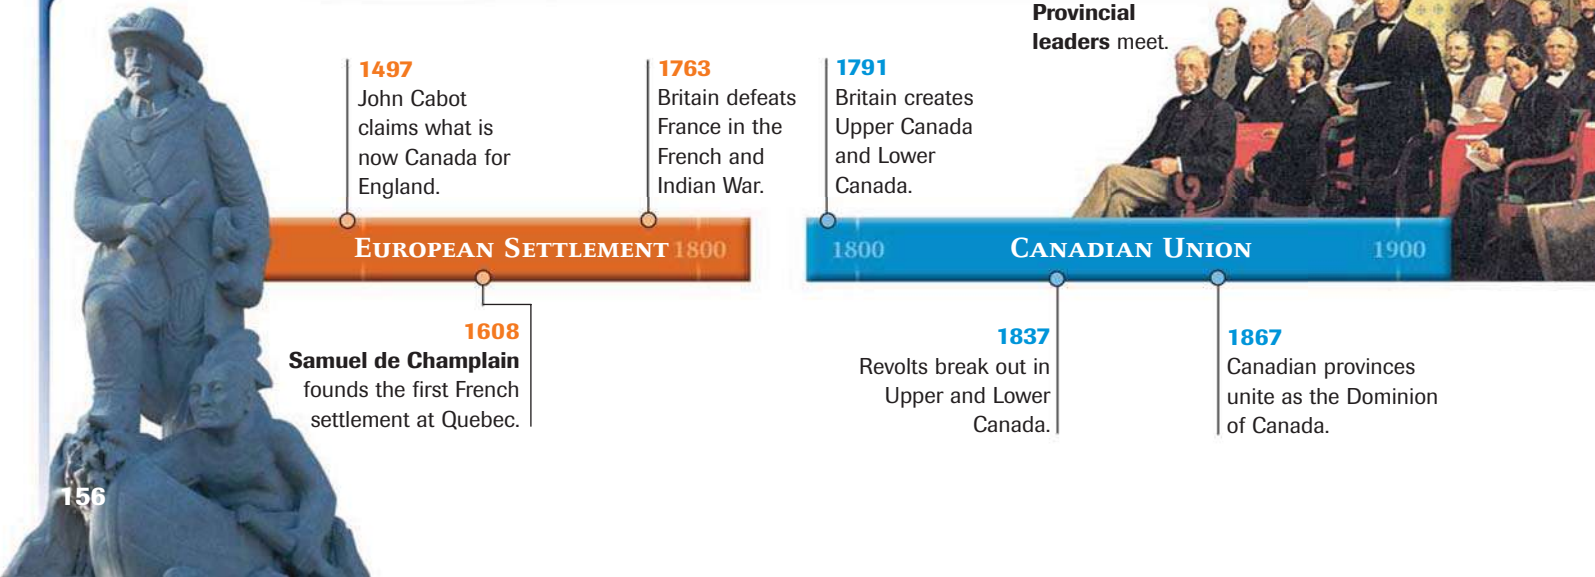 Provincial
leaders meet.
1497
John Cabot
claims what is
now Canada for
England.
1763
Britain defeats
France in the
French and
Indian War.
1791
Britain creates
Upper Canada
and Lower
Canada.
EUROPEAN SETTLEMENT 1800
1800 CANADIAN UNION 1900
1608
Samuel de Champlain
founds the first French
settlement at Quebec.
1837
Revolts break out in
Upper and Lower
Canada.
1867
Canadian provinces
unite as the Dominion
of Canada.
156